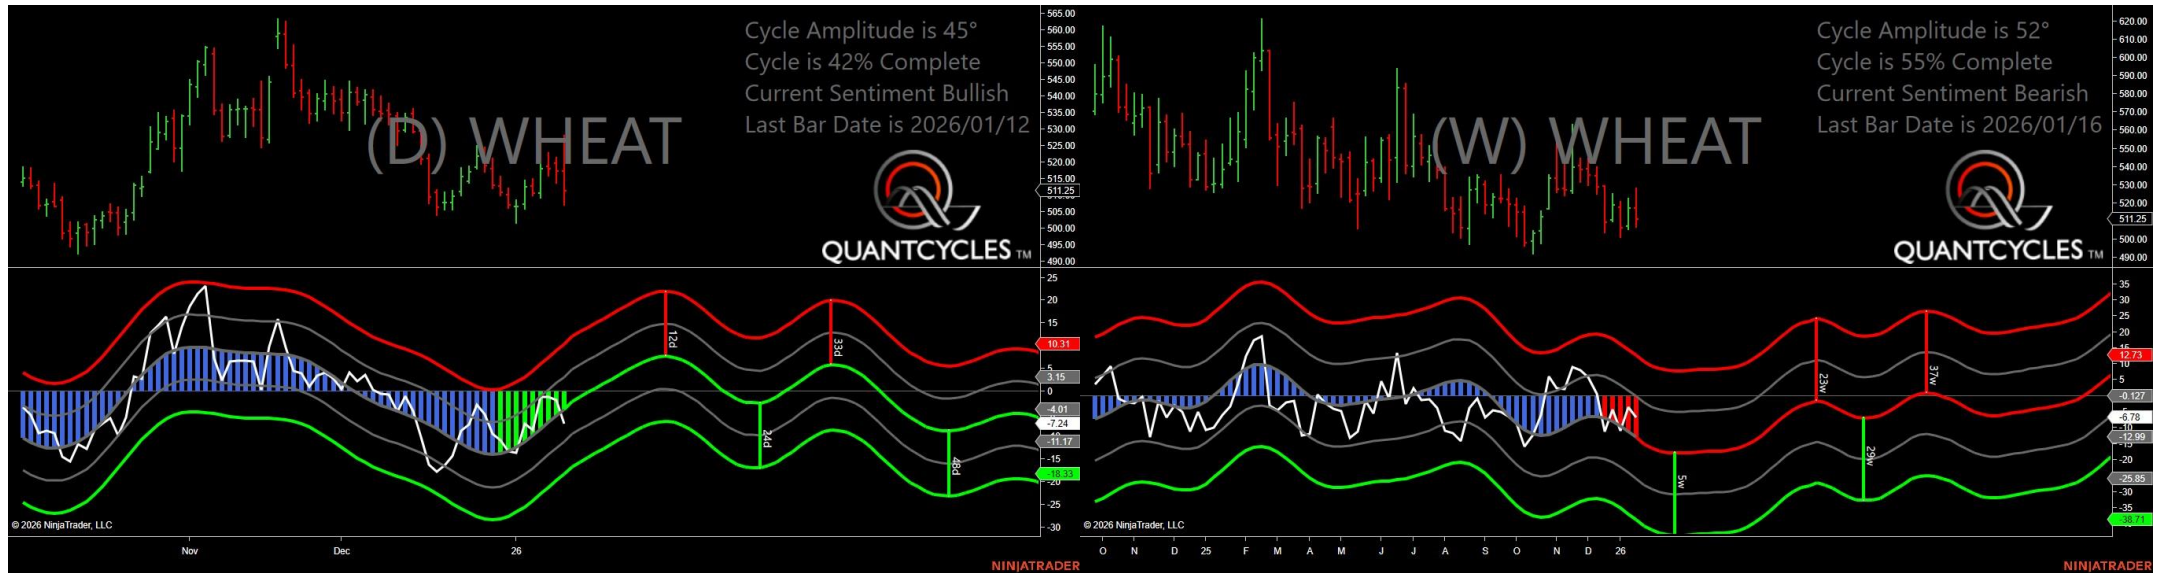 Cycle Amplitude is 45°
Cycle is 42% Complete
Current Sentiment Bullish
Last Bar Date is 2026/01/12
(D) WHEAT
QUANTCYCLES TM
565.00
560.00
555.00
550.00
545.00
540.00
535.00
530.00
525.00
520.00
515.00
511.25
505.00
500.00
495.00
490.00
25
20
15
10.31
5
3.15
0
-4.01
-7.24
-11.17
-15
-18.33
-20
-25
-30
12d
24d
33d
48d
© 2026 NinjaTrader, LLC
Nov
Dec
26
NINJATRADER
Cycle Amplitude is 52°
Cycle is 55% Complete
Current Sentiment Bearish
Last Bar Date is 2026/01/16
(W) WHEAT
QUANTCYCLES TM
620.00
610.00
600.00
590.00
580.00
570.00
560.00
550.00
540.00
530.00
520.00
511.25
500.00
490.00
35
30
25
20
15
12.73
5
-0.127
-6.78
-10
-12.99
-15
-20
-25.85
-30
-35
-38.71
5w
23w
29w
37w
© 2026 NinjaTrader, LLC
O N D 25 F M A M J J A S O N D 26
NINJATRADER